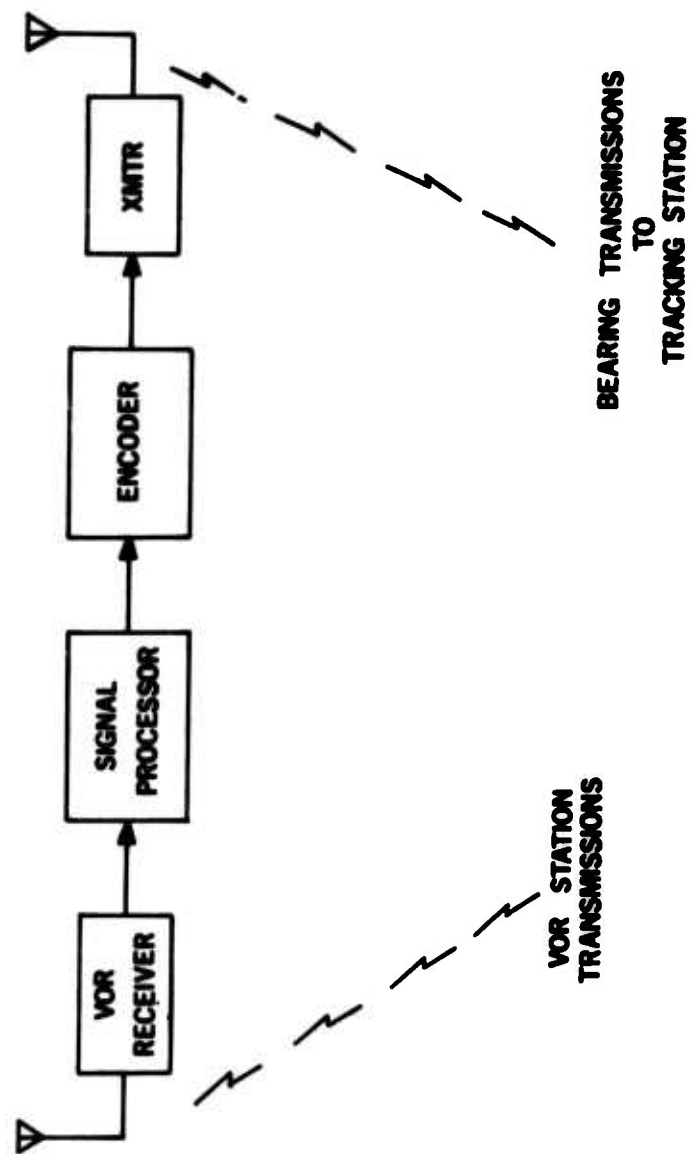 VOR
RECEIVER
SIGNAL
PROCESSOR
ENCODER
XMTR
VOR STATION
TRANSMISSIONS
BEARING TRANSMISSIONS
TO
TRACKING STATION